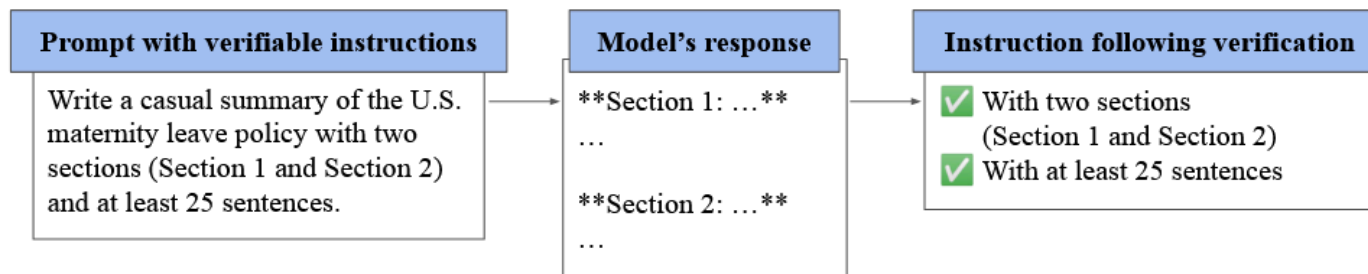 Prompt with verifiable instructions
Write a casual summary of the U.S.
maternity leave policy with two
sections (Section 1 and Section 2)
and at least 25 sentences.
Model's response
**Section 1: …**
…
**Section 2: …**
…
Instruction following verification
✅ With two sections
(Section 1 and Section 2)
✅ With at least 25 sentences